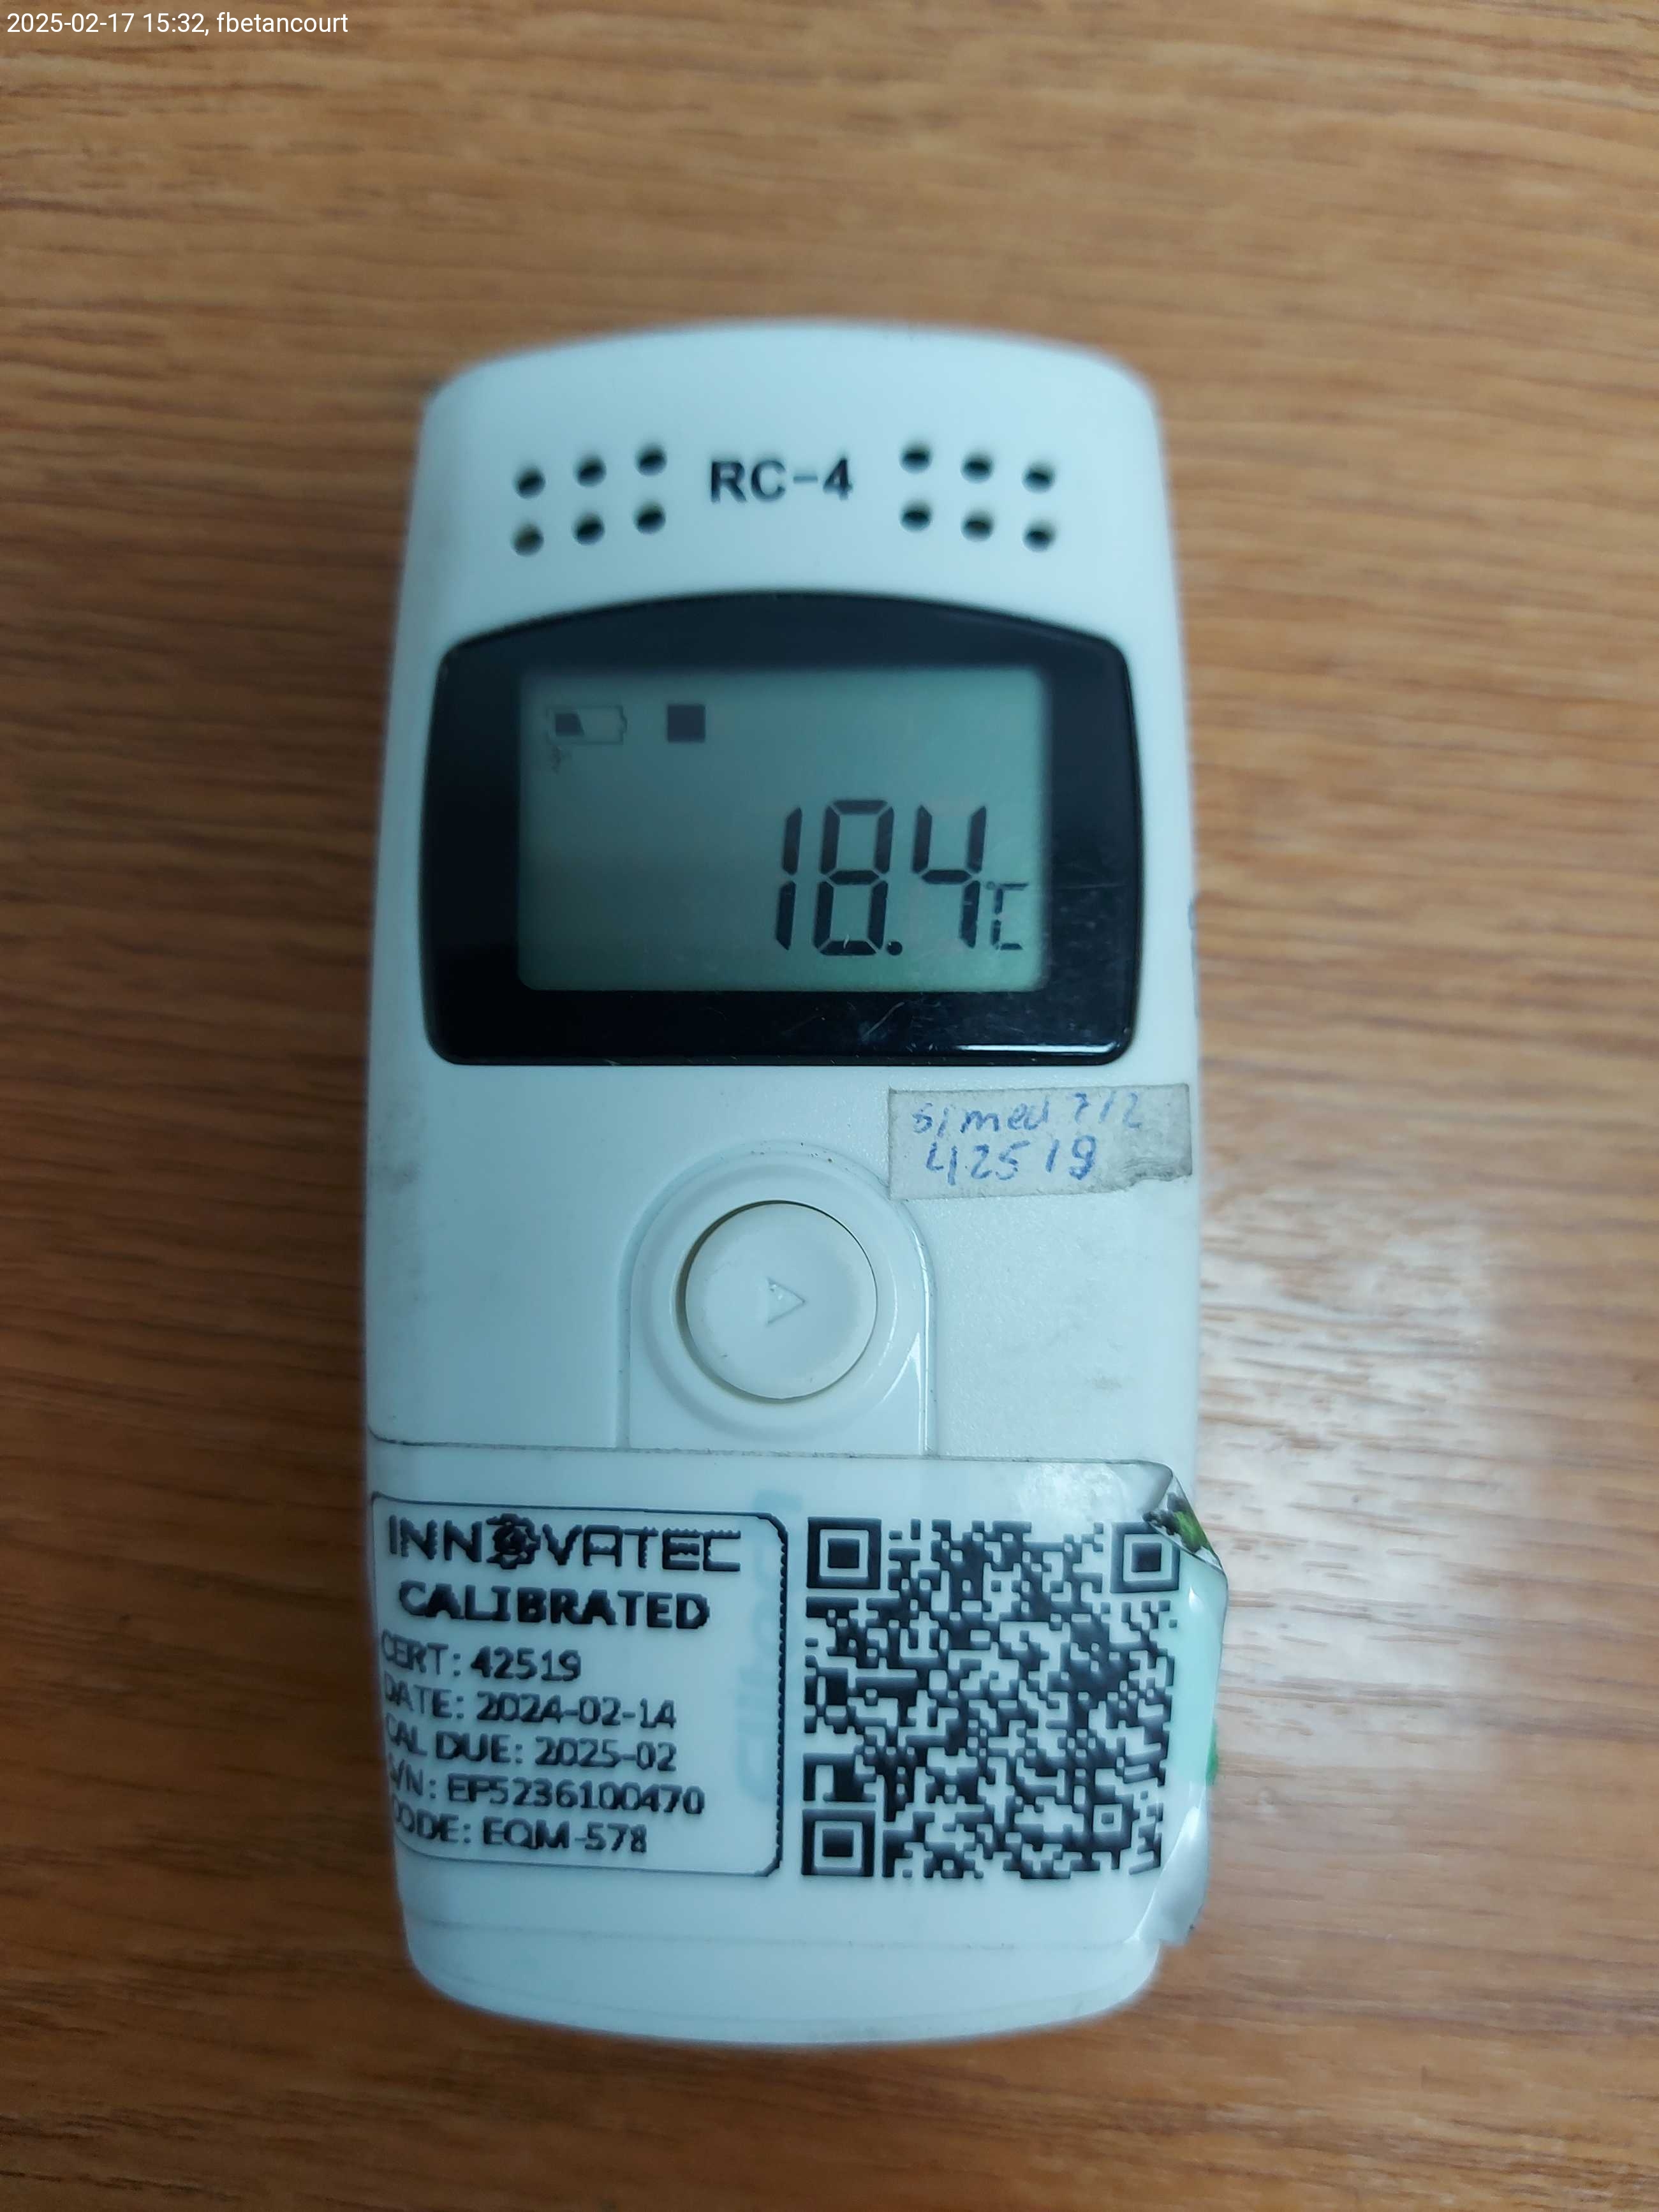 2025-02-17 15:32, fbetancourt
RC-4
18.4°C
42519
INNOVATEC
CALIBRATED
CERT: 42519
DATE: 2024-02-14
CAL DUE: 2025-02
S/N: EF5236100470
CODE: EQM-578